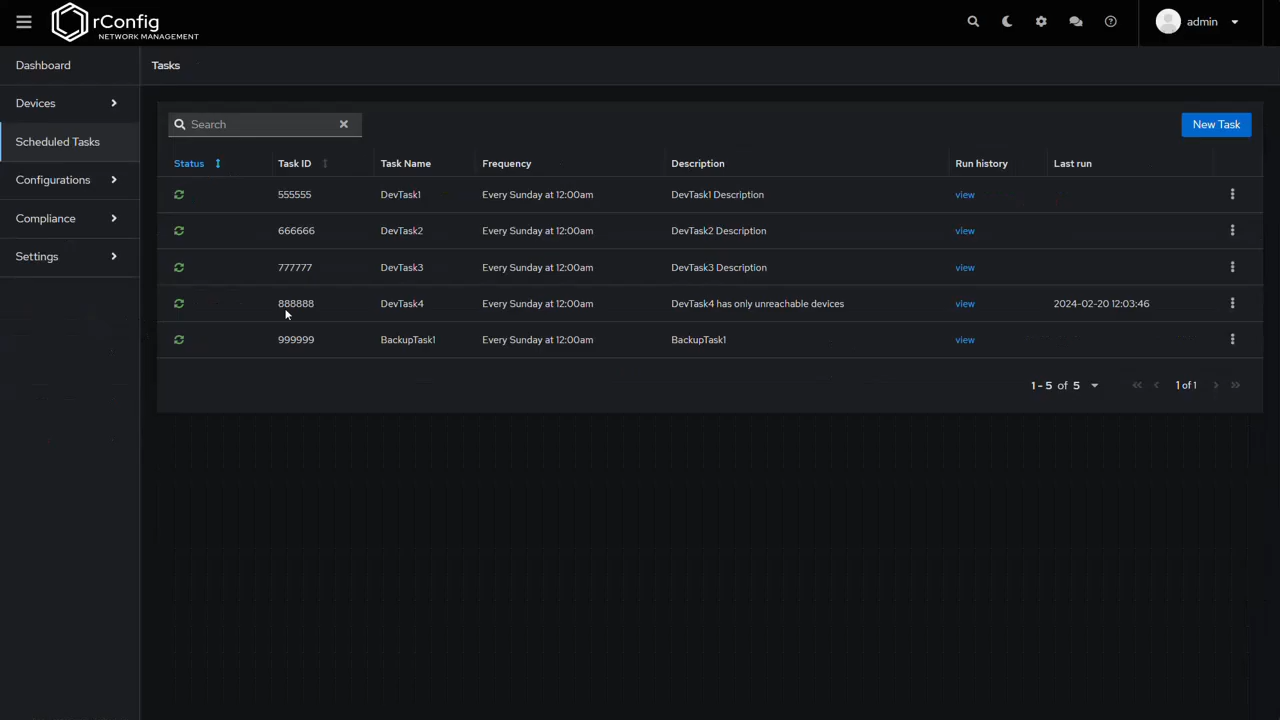 rConfig
NETWORK MANAGEMENT
admin
Dashboard
Devices
Scheduled Tasks
Configurations
Compliance
Settings
Tasks
Search
New Task
Status Task ID Task Name Frequency Description Run history Last run
555555 DevTask1 Every Sunday at 12:00am DevTask1 Description view
666666 DevTask2 Every Sunday at 12:00am DevTask2 Description view
777777 DevTask3 Every Sunday at 12:00am DevTask3 Description view
888888 DevTask4 Every Sunday at 12:00am DevTask4 has only unreachable devices view 2024-02-20 12:03:46
999999 BackupTask1 Every Sunday at 12:00am BackupTask1 view
1 - 5 of 5 1 of 1